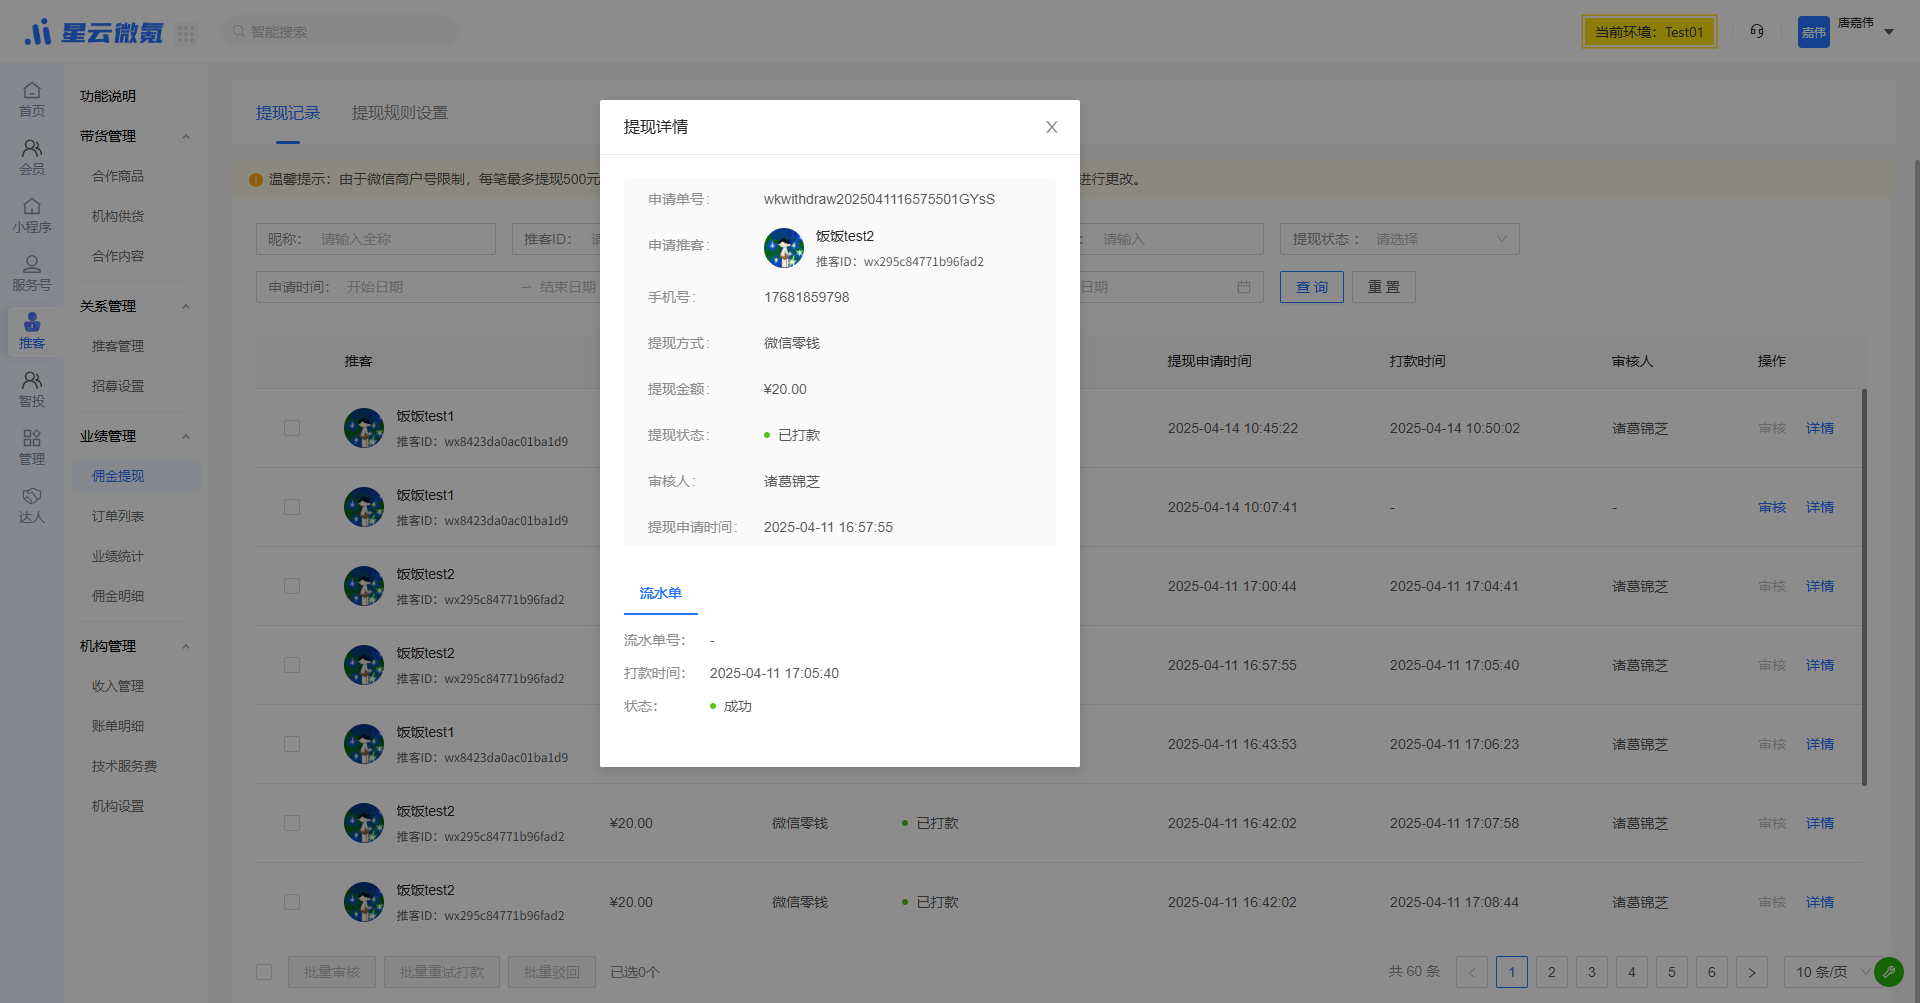 星云微氪
智能搜索
当前环境：Test01
嘉伟
唐嘉伟
首页
会员
小程序
服务号
推客
智投
管理
达人
功能说明
带货管理
合作商品
机构供货
合作内容
关系管理
推客管理
招募设置
业绩管理
佣金提现
订单列表
业绩统计
佣金明细
机构管理
收入管理
账单明细
技术服务费
机构设置
提现记录 提现规则设置
温馨提示：由于微信商户号限制，每笔最多提现500元
进行更改。
昵称： 请输入全称
推客ID： 请
： 请输入
提现状态： 请选择
申请时间： 开始日期 → 结束日期
日期
查 询
重 置
推客 提现申请时间 打款时间 审核人 操作
饭饭test1
推客ID：wx8423da0ac01ba1d9
2025-04-14 10:45:22 2025-04-14 10:50:02 诸葛锦芝 审核 详情
饭饭test1
推客ID：wx8423da0ac01ba1d9
2025-04-14 10:07:41 - - 审核 详情
饭饭test2
推客ID：wx295c84771b96fad2
2025-04-11 17:00:44 2025-04-11 17:04:41 诸葛锦芝 审核 详情
饭饭test2
推客ID：wx295c84771b96fad2
2025-04-11 16:57:55 2025-04-11 17:05:40 诸葛锦芝 审核 详情
饭饭test1
推客ID：wx8423da0ac01ba1d9
2025-04-11 16:43:53 2025-04-11 17:06:23 诸葛锦芝 审核 详情
饭饭test2
推客ID：wx295c84771b96fad2
¥20.00 微信零钱 已打款 2025-04-11 16:42:02 2025-04-11 17:07:58 诸葛锦芝 审核 详情
饭饭test2
推客ID：wx295c84771b96fad2
¥20.00 微信零钱 已打款 2025-04-11 16:42:02 2025-04-11 17:08:44 诸葛锦芝 审核 详情
批量审核 批量重试打款 批量驳回 已选0个
共 60 条 < 1 2 3 4 5 6 > 10 条/页
提现详情
申请单号： wkwithdraw2025041116575501GYsS
申请推客： 饭饭test2
推客ID：wx295c84771b96fad2
手机号： 17681859798
提现方式： 微信零钱
提现金额： ¥20.00
提现状态： 已打款
审核人： 诸葛锦芝
提现申请时间： 2025-04-11 16:57:55
流水单
流水单号： -
打款时间： 2025-04-11 17:05:40
状态： 成功